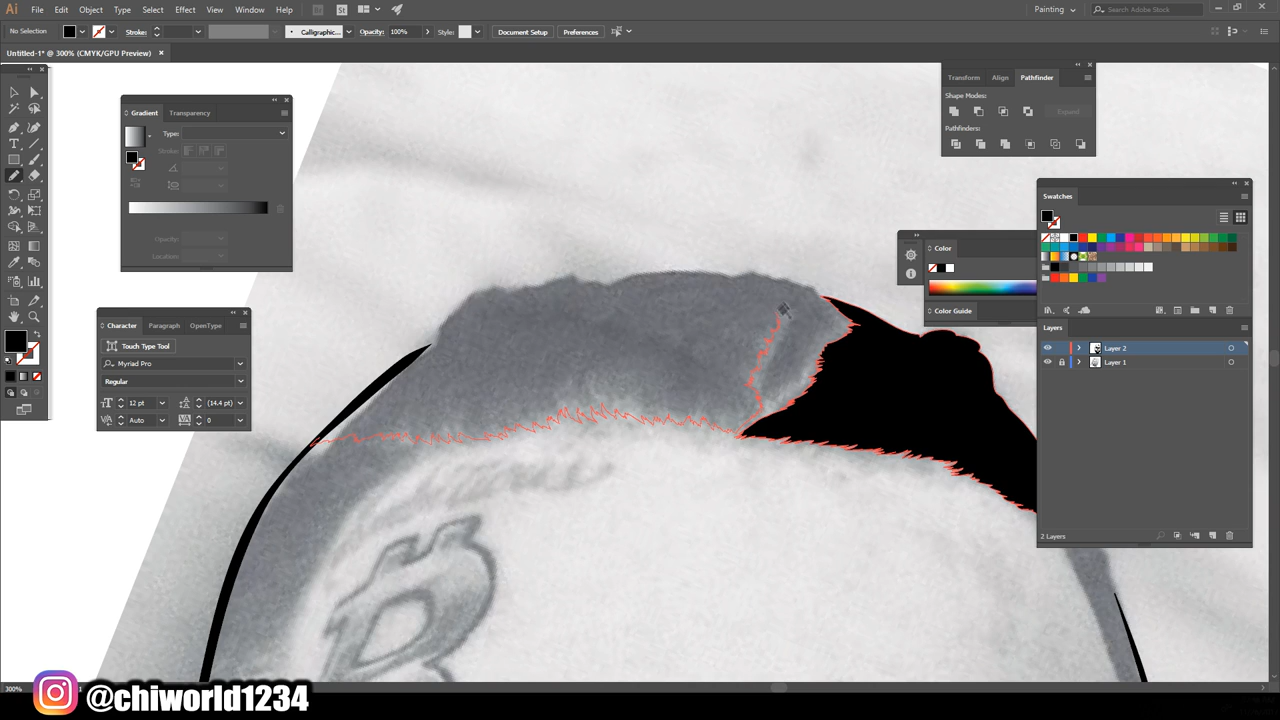 Ai File Edit Object Type Select Effect View Window Help Br St Painting Search Adobe Stock
No Selection Stroke: Calligraphic... Opacity: 100% Style: Document Setup Preferences
Untitled-1* @ 300% (CMYK/GPU Preview)
Transform Align Pathfinder
Shape Modes:
Expand
Pathfinders:
Gradient Transparency
Type:
Stroke:
Opacity:
Location:
Swatches
Color
Color Guide
Character Paragraph OpenType
Touch Type Tool
Myriad Pro
Regular
12 pt (14.4 pt)
Auto 0
Layers
Layer 2
Layer 1
2 Layers
B
300%
@chiworld1234